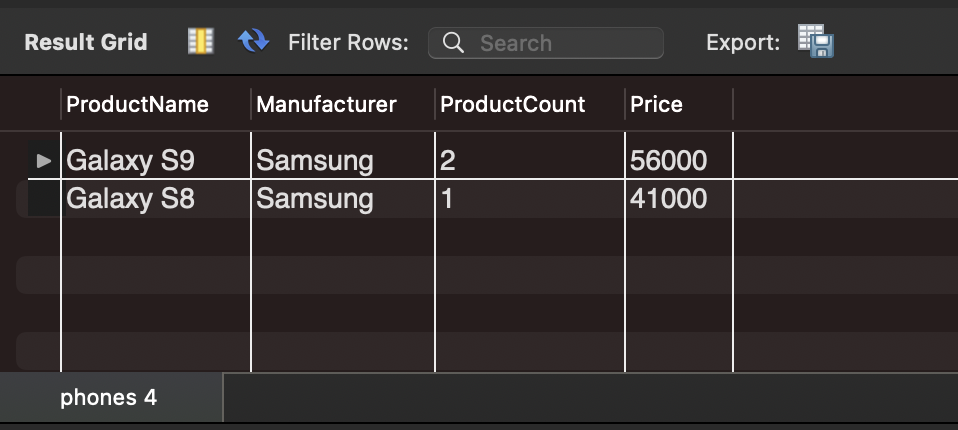 Result Grid Filter Rows: Search Export:
ProductName Manufacturer ProductCount Price
Galaxy S9 Samsung 2 56000
Galaxy S8 Samsung 1 41000
phones 4